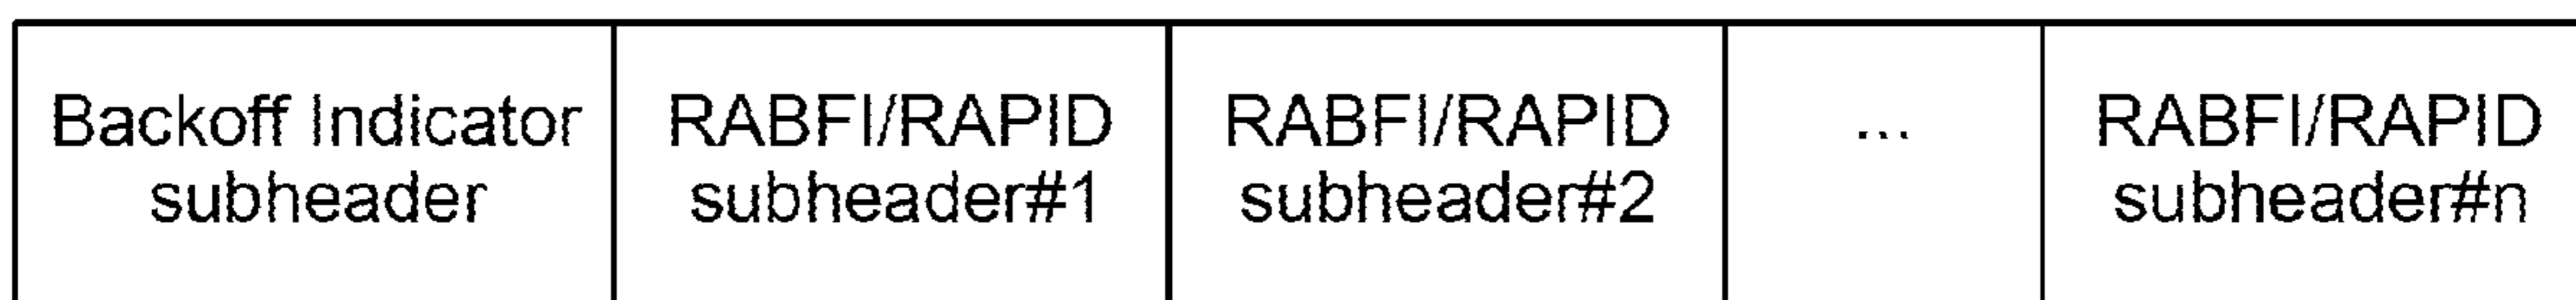 Backoff Indicator
subheader
RABFI/RAPID
subheader#1
RABFI/RAPID
subheader#2
...
RABFI/RAPID
subheader#n